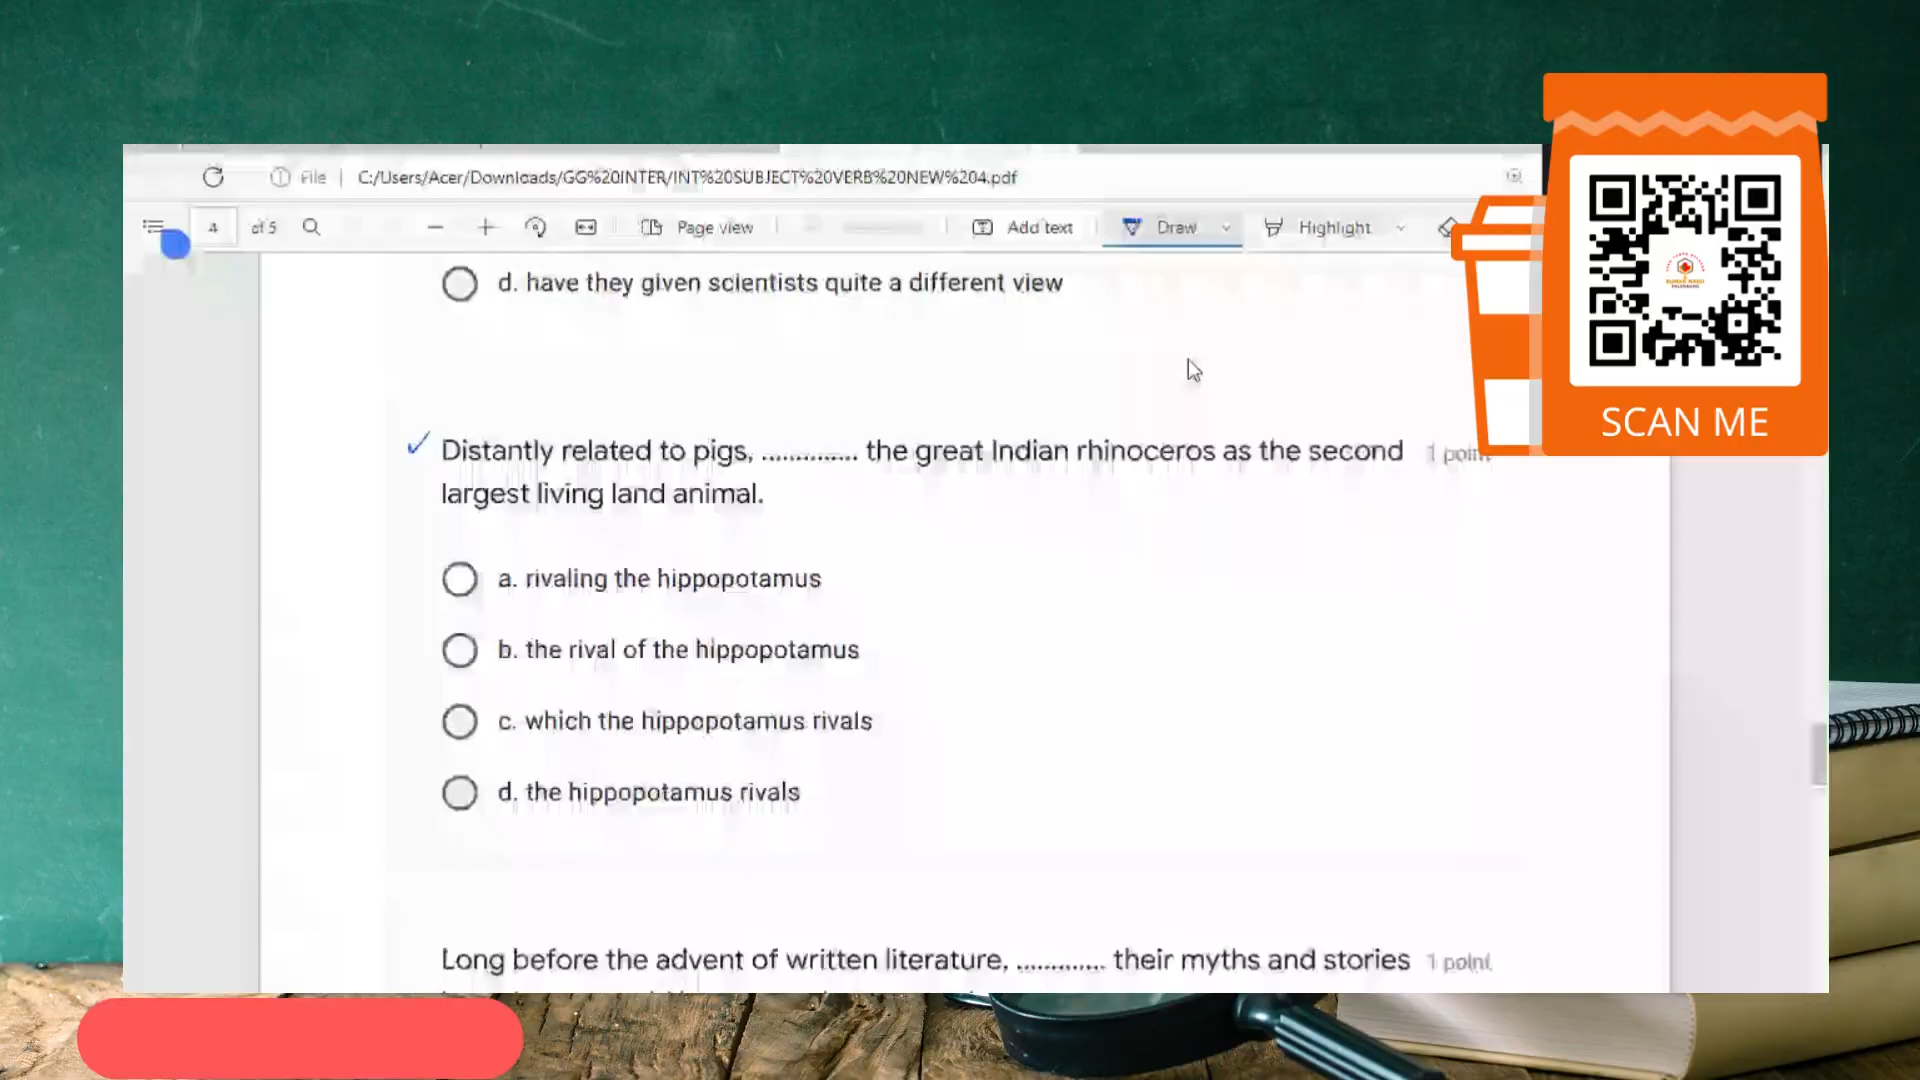 File
C:/Users/Acer/Downloads/GG%20INTER/INT%20SUBJECT%20VERB%20NEW%204.pdf
4 of 5
Page view
Add text
Draw
Highlight
d. have they given scientists quite a different view
Distantly related to pigs, .............. the great Indian rhinoceros as the second
1 point
largest living land animal.
a. rivaling the hippopotamus
b. the rival of the hippopotamus
c. which the hippopotamus rivals
d. the hippopotamus rivals
Long before the advent of written literature, ............. their myths and stories
1 point
SCAN ME